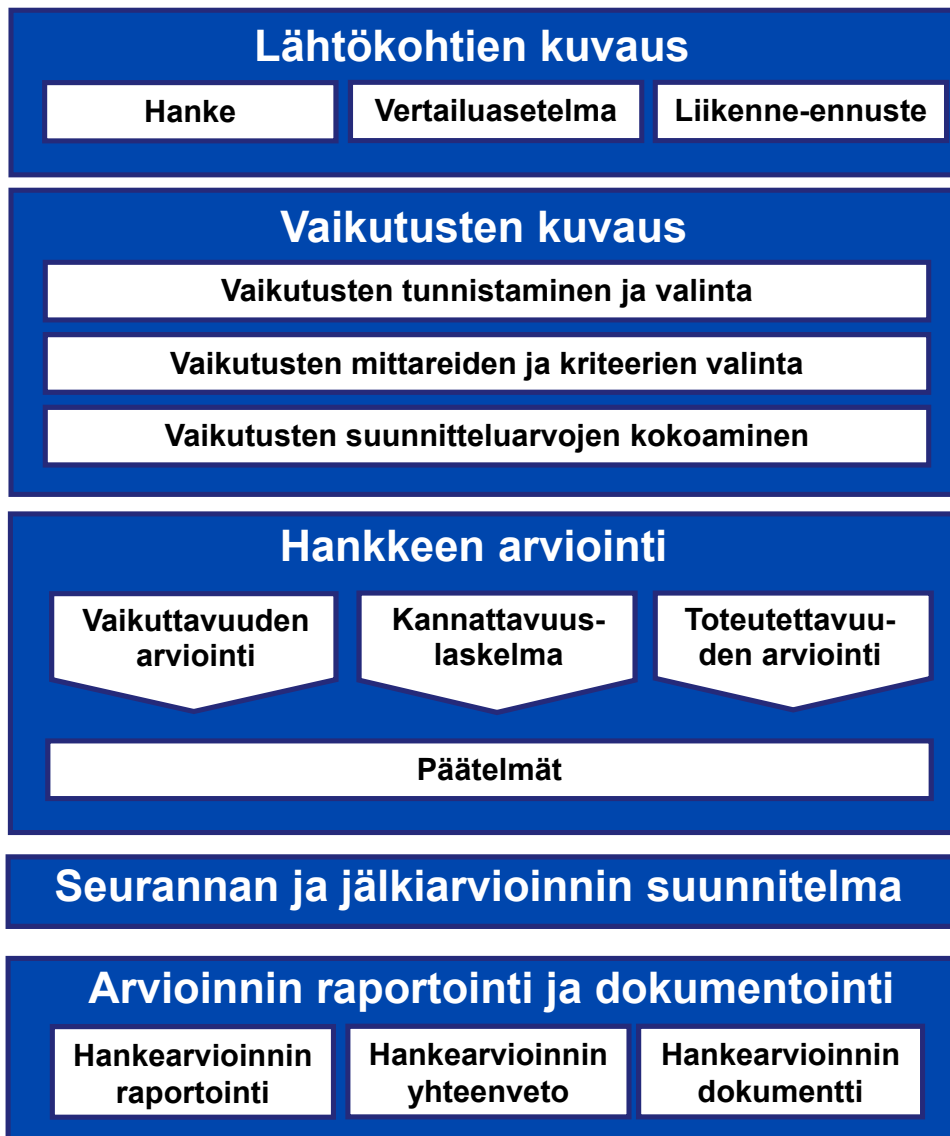 Lähtökohtien kuvaus
Hanke
Vertailuasetelma
Liikenne-ennuste
Vaikutusten kuvaus
Vaikutusten tunnistaminen ja valinta
Vaikutusten mittareiden ja kriteerien valinta
Vaikutusten suunnitteluarvojen kokoaminen
Hankkeen arviointi
Vaikuttavuuden
arviointi
Kannattavuus-
laskelma
Toteutettavuu-
den arviointi
Päätelmät
Seurannan ja jälkiarvioinnin suunnitelma
Arvioinnin raportointi ja dokumentointi
Hankearvioinnin
raportointi
Hankearvioinnin
yhteenveto
Hankearvioinnin
dokumentti